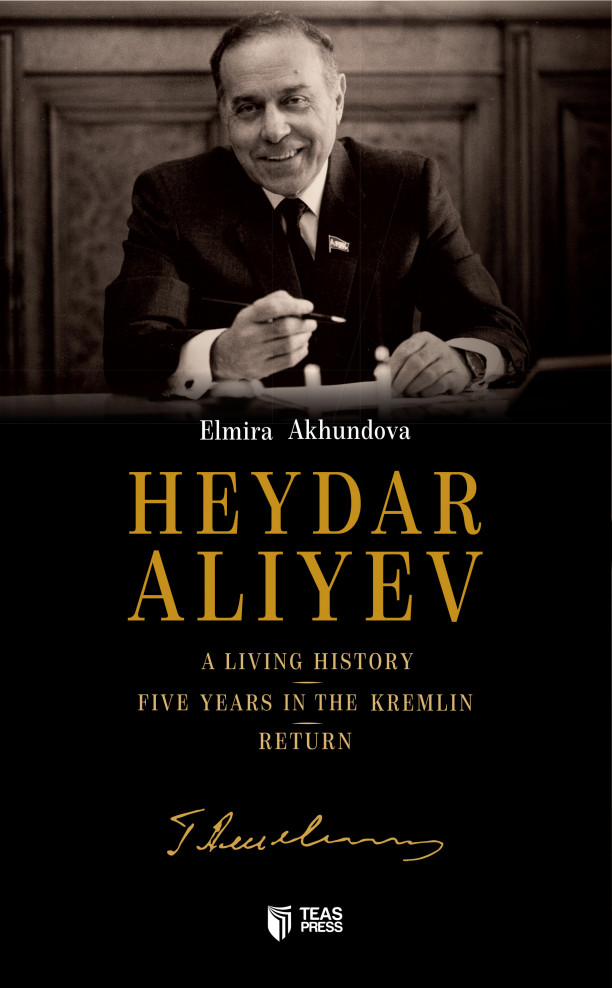 Elmira Akhundova
HEYDAR
ALIYEV
A LIVING HISTORY
FIVE YEARS IN THE KREMLIN
RETURN
TEAS
PRESS